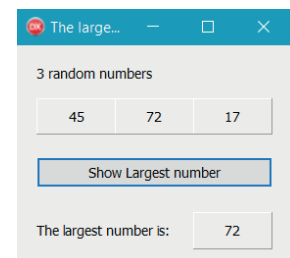 The large...
3 random numbers
45 72 17
Show Largest number
The largest number is: 72